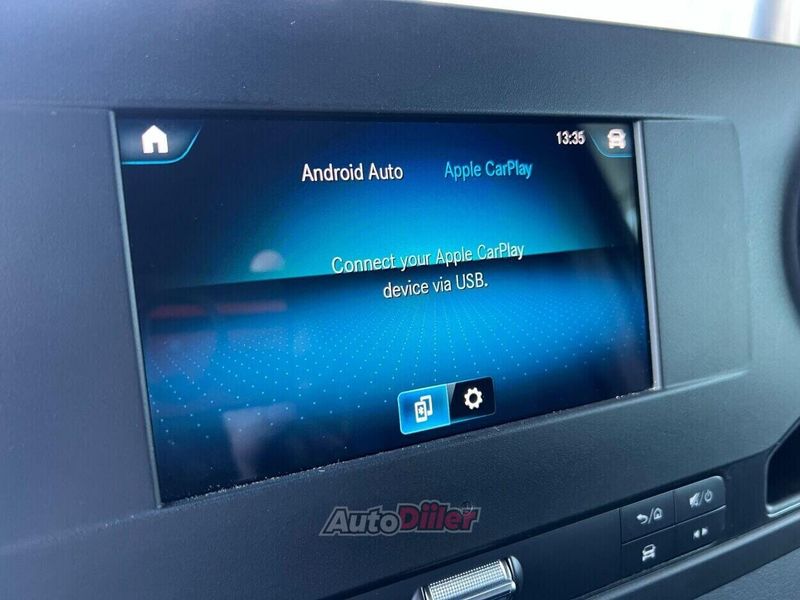 13:35
Android Auto Apple CarPlay
Connect your Apple CarPlay
device via USB.
AutoDiiler®